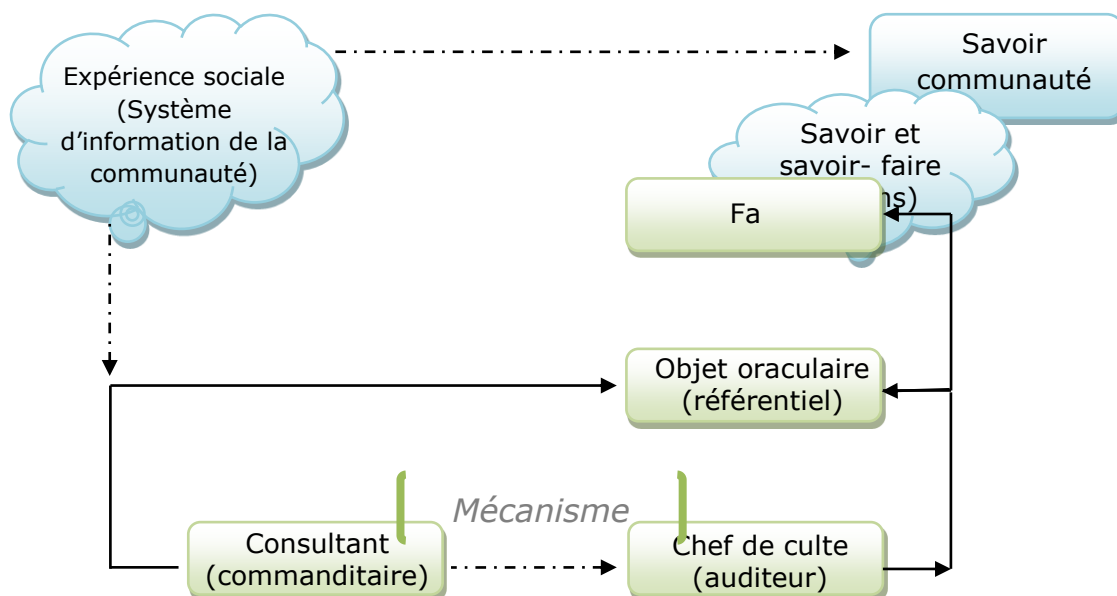 Expérience sociale
(Système
d’information de la
communauté)
Savoir
communauté
Savoir et
savoir- faire
Fa
Objet oraculaire
(référentiel)
Mécanisme
Consultant
(commanditaire)
Chef de culte
(auditeur)